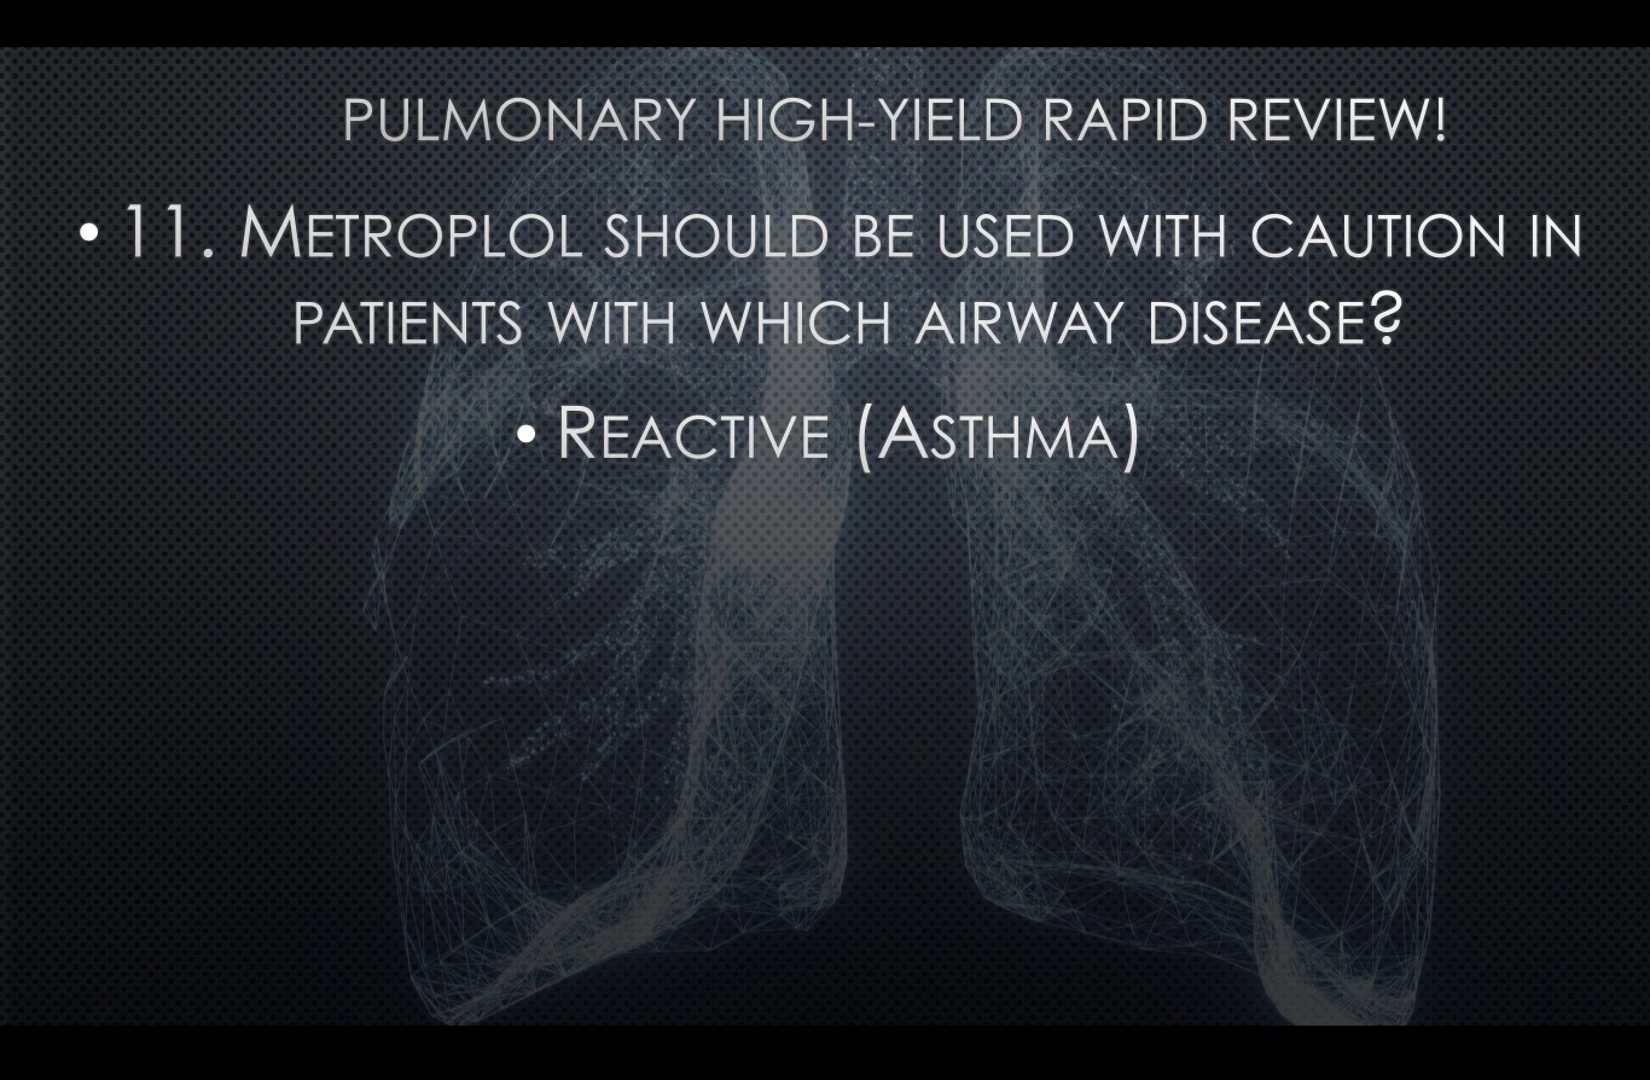 PULMONARY HIGH-YIELD RAPID REVIEW!
• 11. METROPLOL SHOULD BE USED WITH CAUTION IN
PATIENTS WITH WHICH AIRWAY DISEASE?
• REACTIVE (ASTHMA)